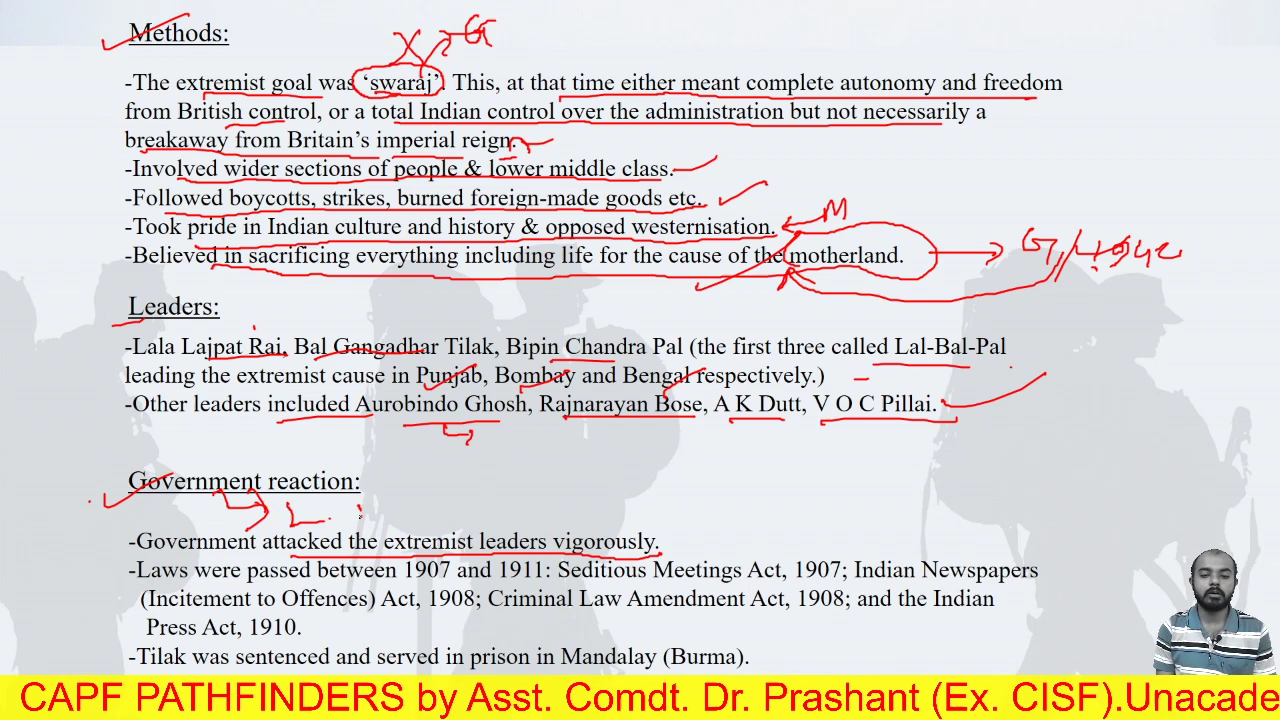 Methods:
X G
-The extremist goal was ‘swaraj’. This, at that time either meant complete autonomy and freedom
from British control, or a total Indian control over the administration but not necessarily a
breakaway from Britain’s imperial reign.
-Involved wider sections of people & lower middle class.
-Followed boycotts, strikes, burned foreign-made goods etc.
-Took pride in Indian culture and history & opposed westernisation. M
-Believed in sacrificing everything including life for the cause of the motherland.
Leaders:
-Lala Lajpat Rai, Bal Gangadhar Tilak, Bipin Chandra Pal (the first three called Lal-Bal-Pal
leading the extremist cause in Punjab, Bombay and Bengal respectively.)
-Other leaders included Aurobindo Ghosh, Rajnarayan Bose, A K Dutt, V O C Pillai.
Government reaction:
-Government attacked the extremist leaders vigorously.
-Laws were passed between 1907 and 1911: Seditious Meetings Act, 1907; Indian Newspapers
(Incitement to Offences) Act, 1908; Criminal Law Amendment Act, 1908; and the Indian
Press Act, 1910.
-Tilak was sentenced and served in prison in Mandalay (Burma).
CAPF PATHFINDERS by Asst. Comdt. Dr. Prashant (Ex. CISF).Unacade